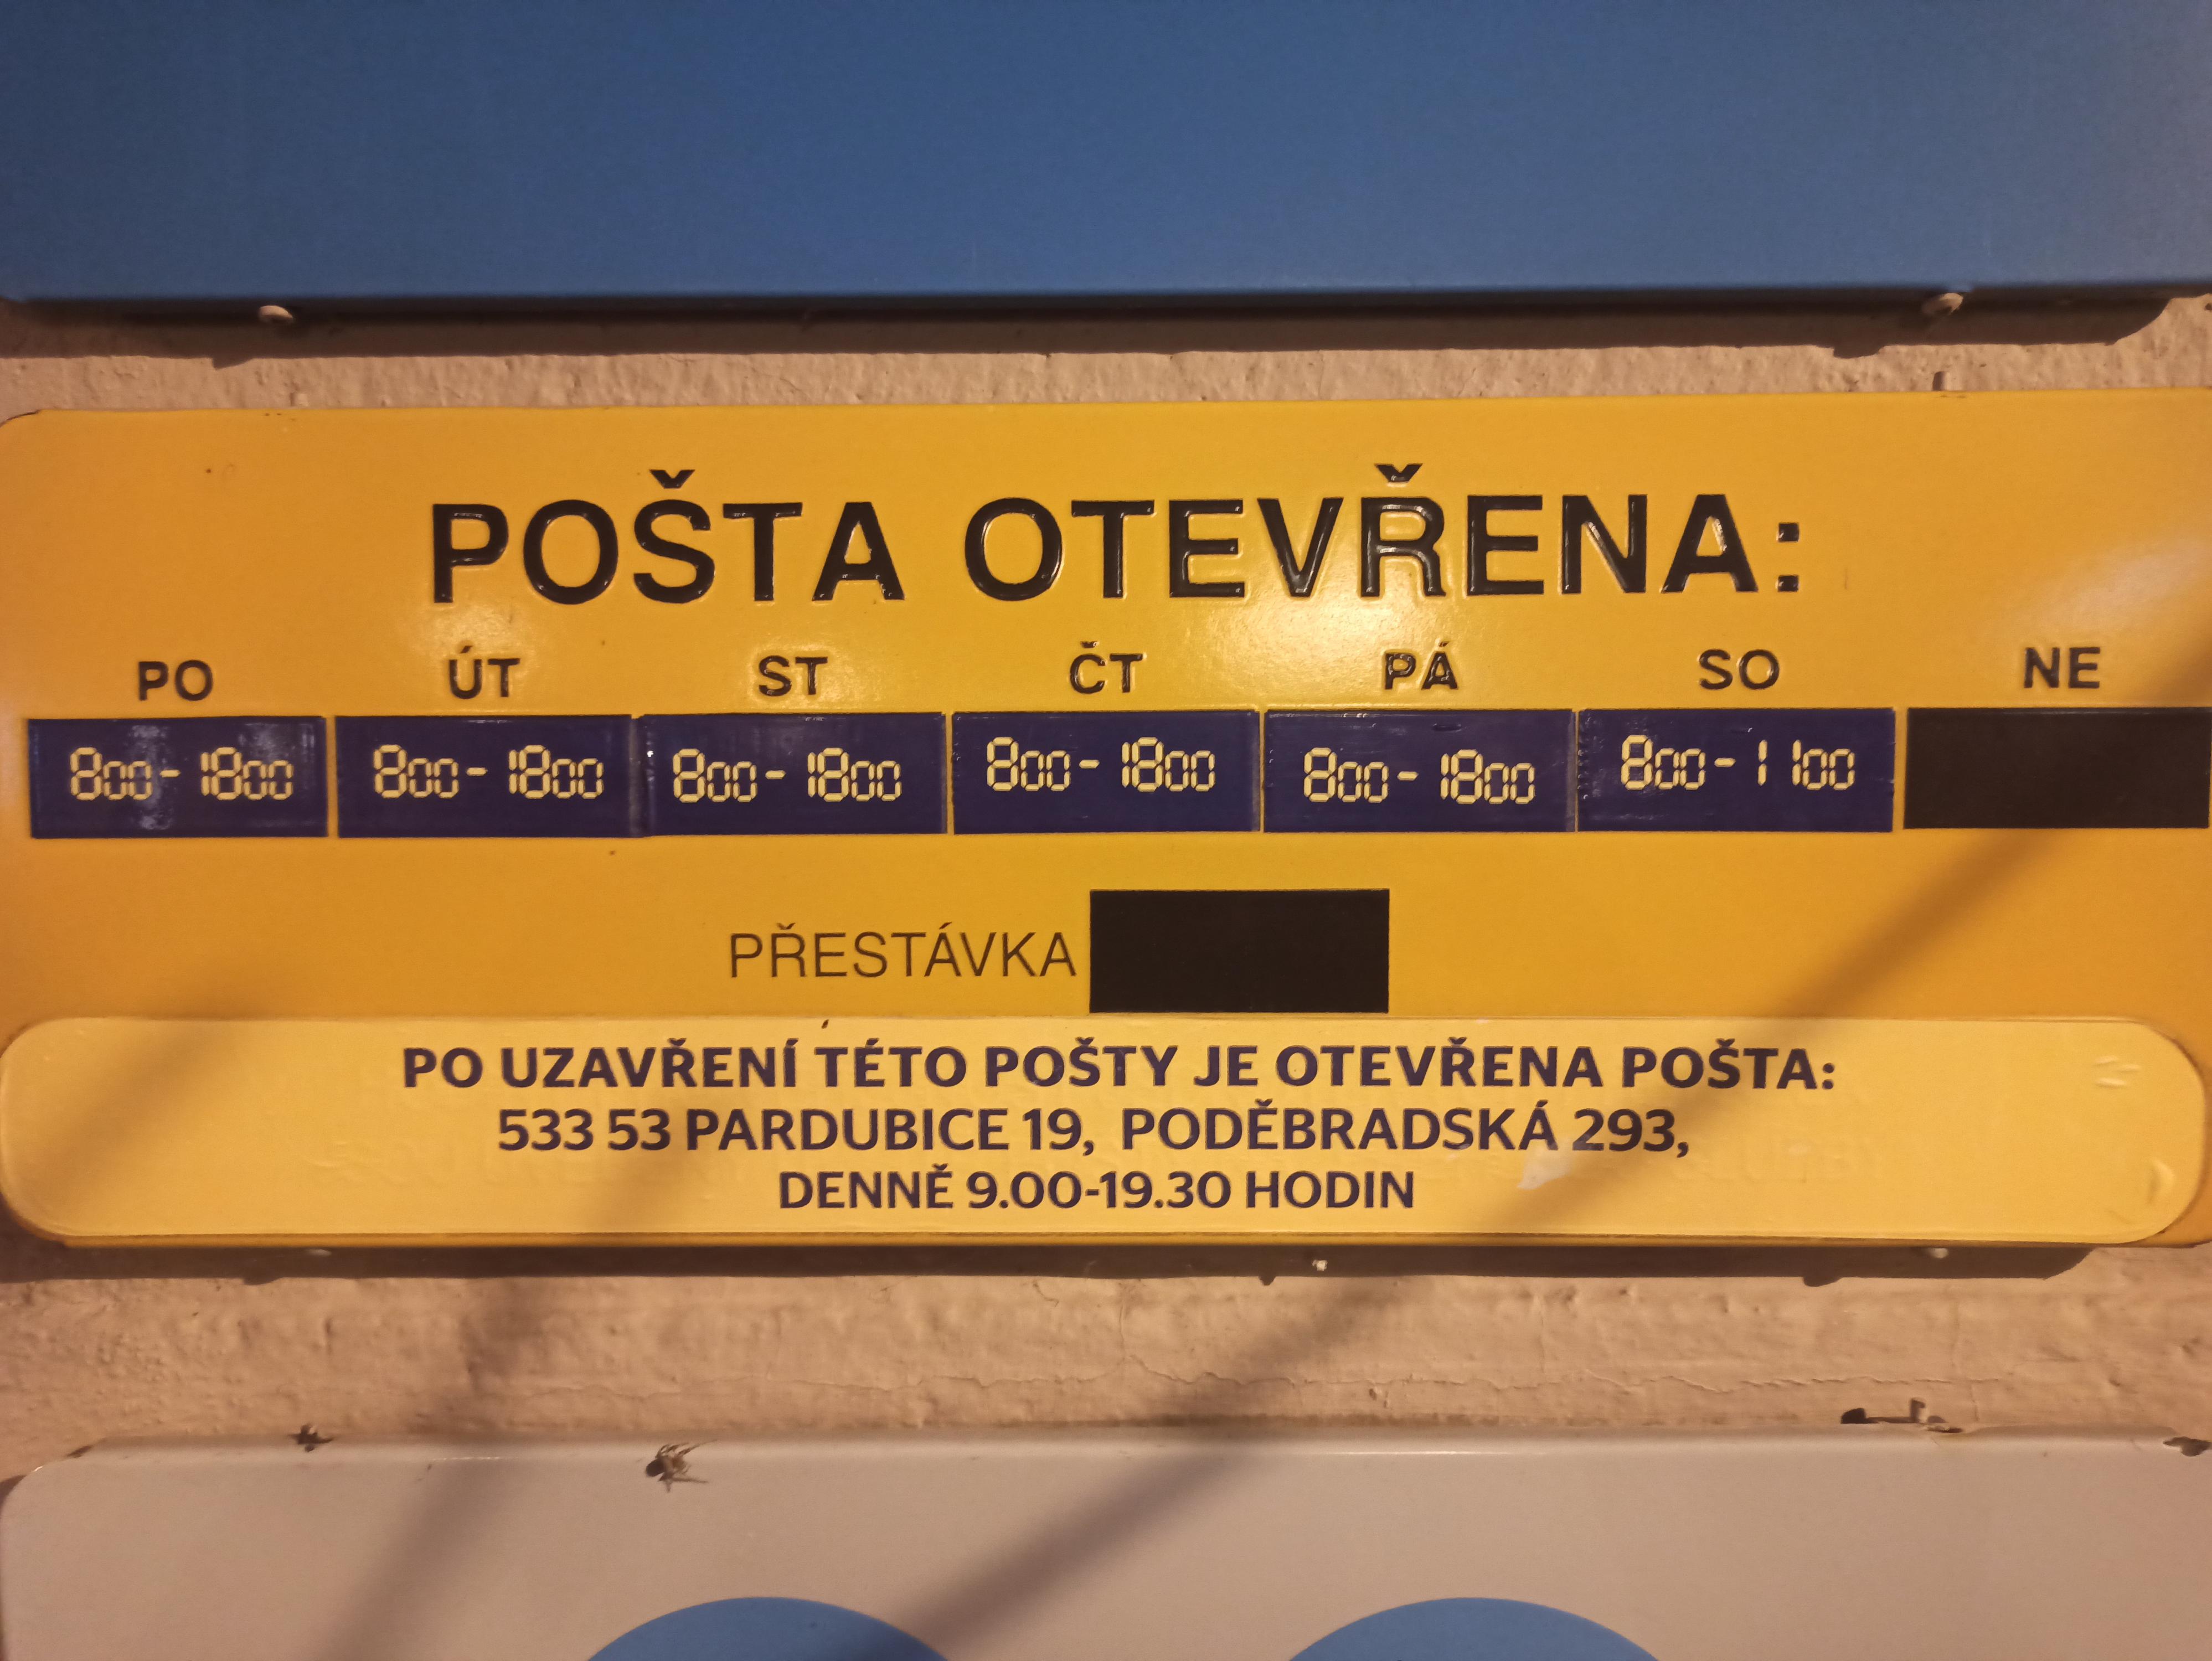 POŠTA OTEVŘENA:
PO ÚT ST ČT PÁ SO NE
800-1800 800-1800 800-1800 800-1800 800-1800 800-1100
PŘESTÁVKA
PO UZAVŘENÍ TÉTO POŠTY JE OTEVŘENA POŠTA:
533 53 PARDUBICE 19, PODĚBRADSKÁ 293,
DENNĚ 9.00-19.30 HODIN